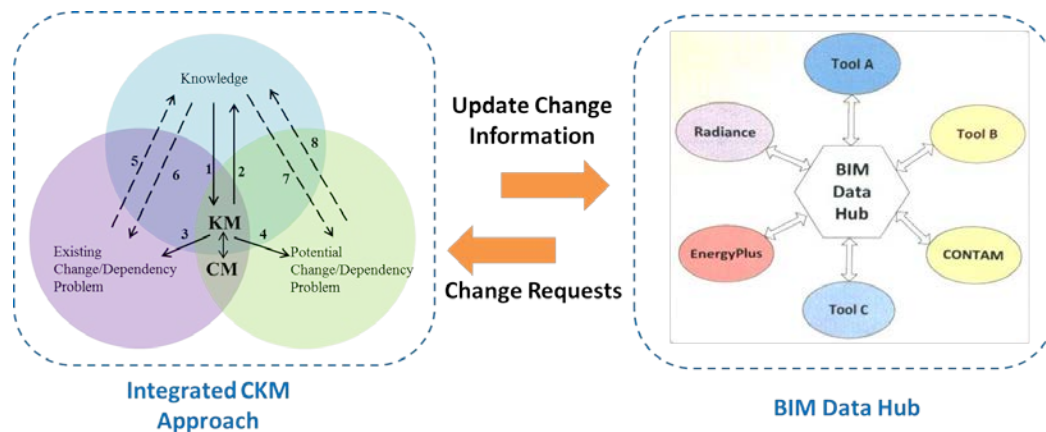 Knowledge
5
6
1
2
7
8
KM
3
4
CM
Existing
Change/Dependency
Problem
Potential
Change/Dependency
Problem
Integrated CKM
Approach
Update Change
Information
Change Requests
Tool A
Radiance
Tool B
BIM
Data
Hub
EnergyPlus
CONTAM
Tool C
BIM Data Hub